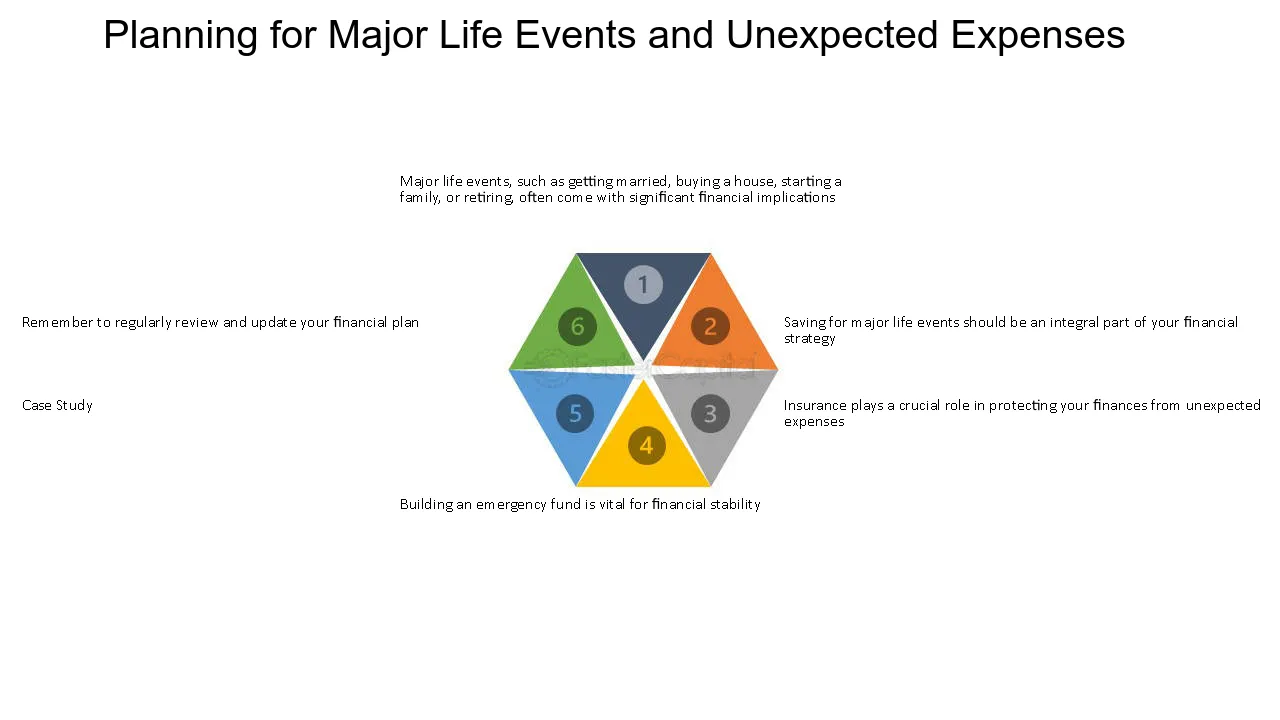 Planning for Major Life Events and Unexpected Expenses
Major life events, such as getting married, buying a house, starting a
family, or retiring, often come with significant financial implications
1
6
2
Remember to regularly review and update your financial plan
Saving for major life events should be an integral part of your financial
strategy
FasterCapital
Case Study
5
3
Insurance plays a crucial role in protecting your finances from unexpected
expenses
4
Building an emergency fund is vital for financial stability